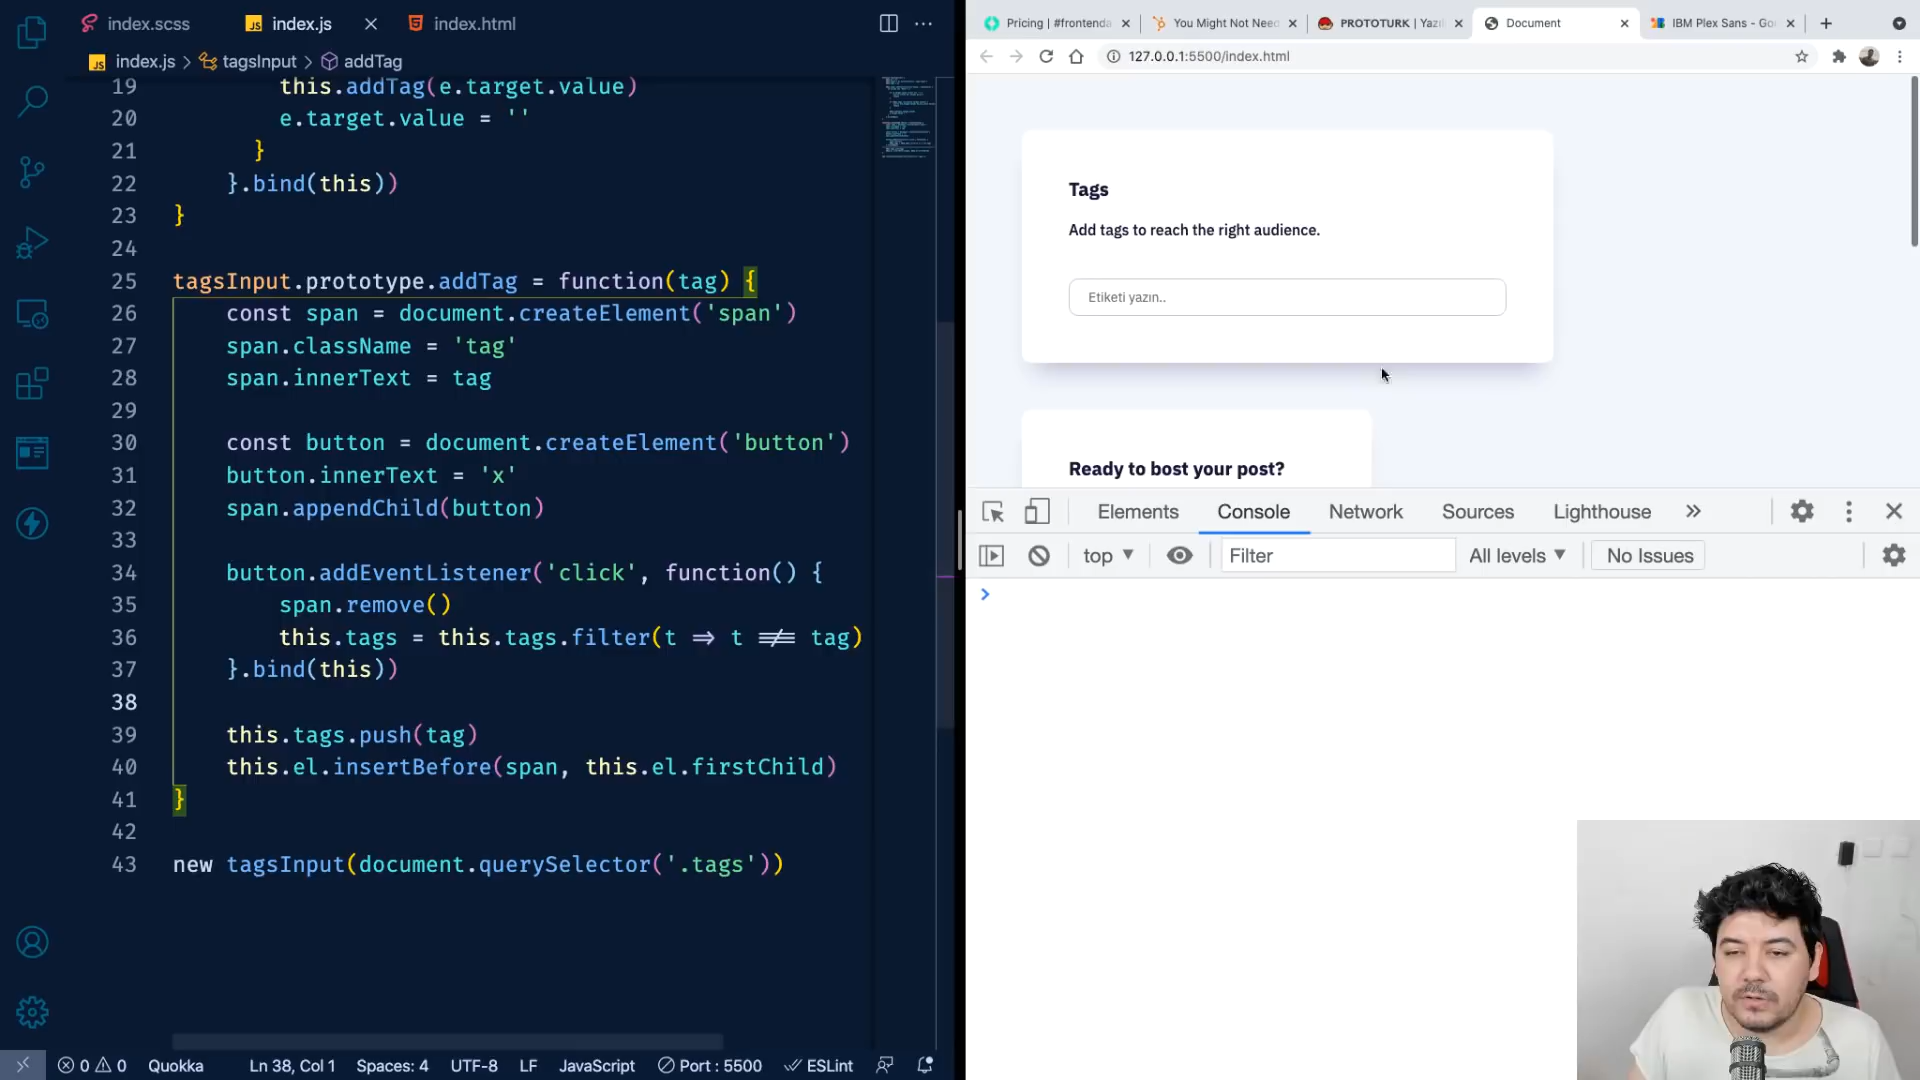 index.scss
index.js
index.html
index.js > tagsInput > addTag
19 this.addTag(e.target.value)
20 e.target.value = ''
21 }
22 }.bind(this))
23 }
24
25 tagsInput.prototype.addTag = function(tag) {
26 const span = document.createElement('span')
27 span.className = 'tag'
28 span.innerText = tag
29
30 const button = document.createElement('button')
31 button.innerText = 'x'
32 span.appendChild(button)
33
34 button.addEventListener('click', function() {
35 span.remove()
36 this.tags = this.tags.filter(t => t !== tag)
37 }.bind(this))
38
39 this.tags.push(tag)
40 this.el.insertBefore(span, this.el.firstChild)
41 }
42
43 new tagsInput(document.querySelector('.tags'))
0 0 Quokka Ln 38, Col 1 Spaces: 4 UTF-8 LF JavaScript Port : 5500 ESLint
Pricing | #frontenda
You Might Not Need
PROTOTURK | Yazıl
Document
IBM Plex Sans - Goo
127.0.0.1:5500/index.html
Tags
Add tags to reach the right audience.
Etiketi yazın..
Ready to bost your post?
Elements Console Network Sources Lighthouse
top Filter All levels No Issues